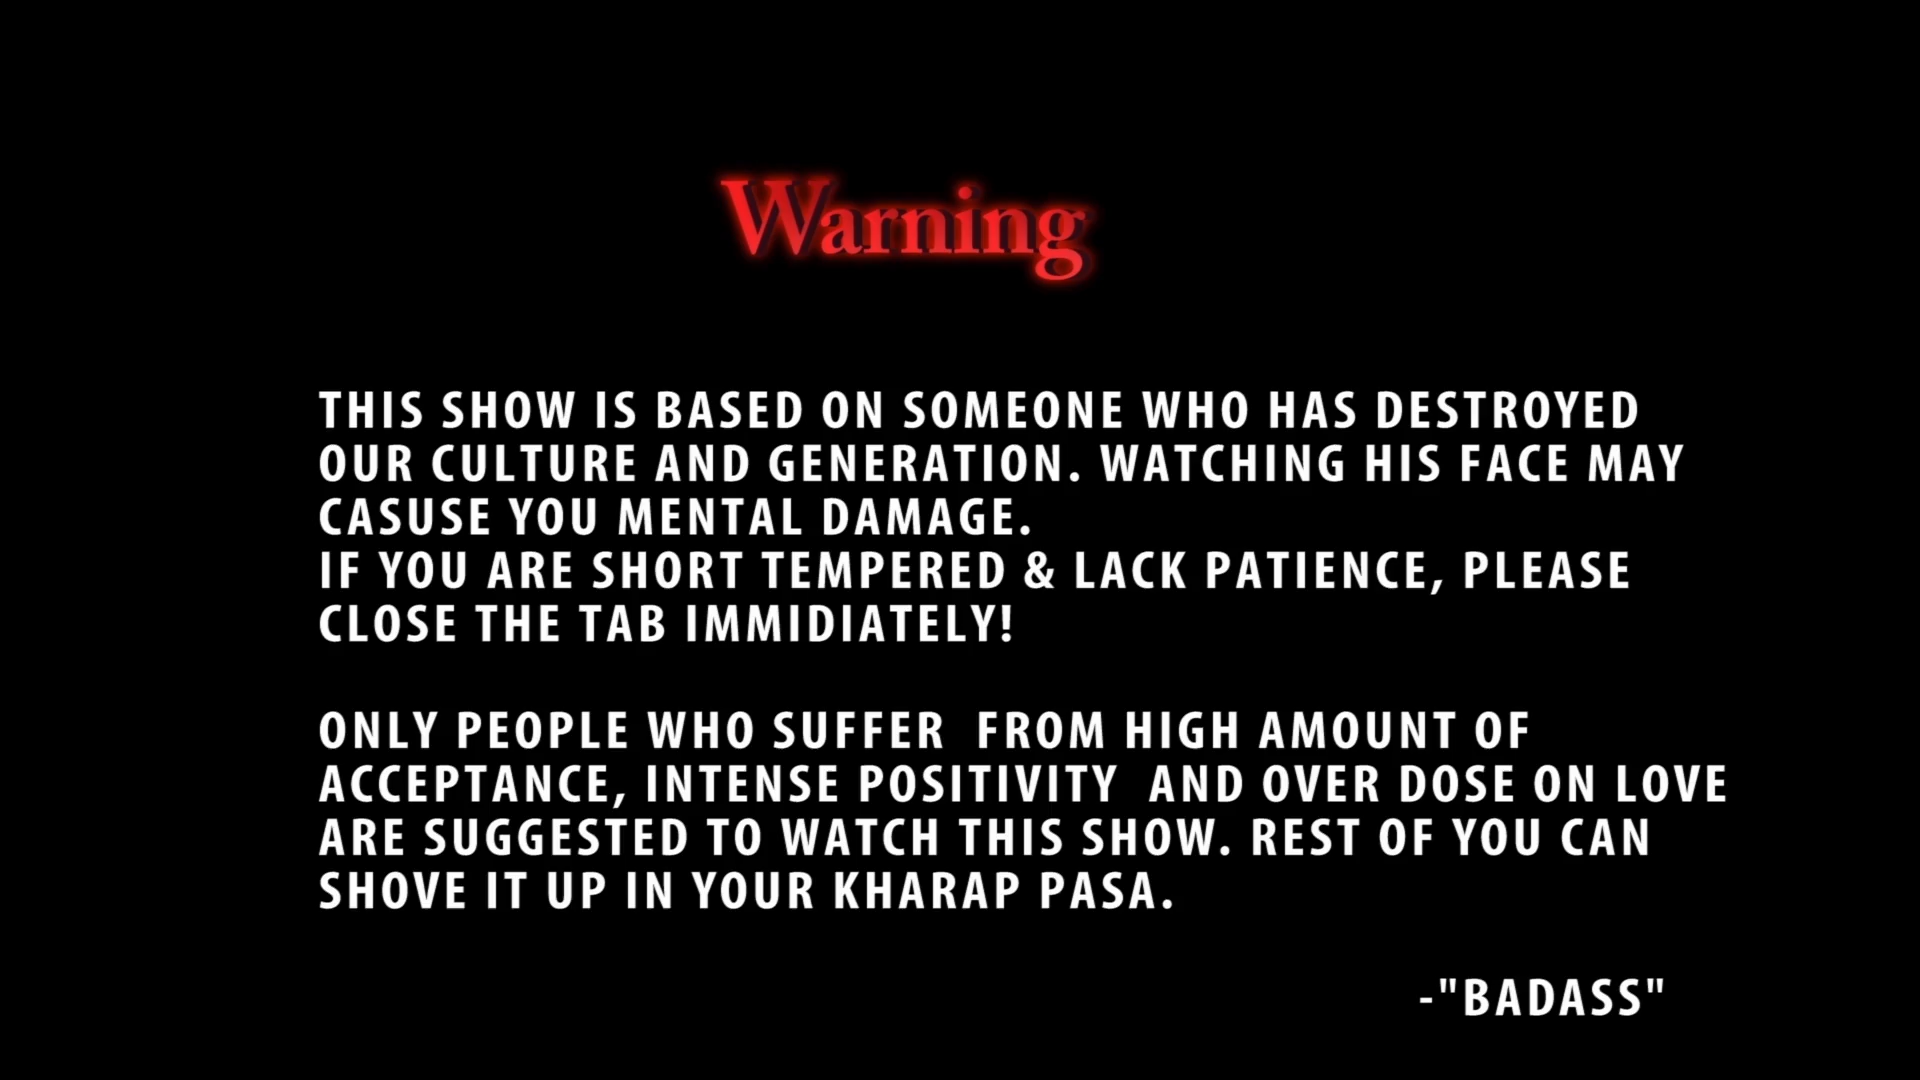 Warning
THIS SHOW IS BASED ON SOMEONE WHO HAS DESTROYED
OUR CULTURE AND GENERATION. WATCHING HIS FACE MAY
CASUSE YOU MENTAL DAMAGE.
IF YOU ARE SHORT TEMPERED & LACK PATIENCE, PLEASE
CLOSE THE TAB IMMIDIATELY!
ONLY PEOPLE WHO SUFFER  FROM HIGH AMOUNT OF
ACCEPTANCE, INTENSE POSITIVITY  AND OVER DOSE ON LOVE
ARE SUGGESTED TO WATCH THIS SHOW. REST OF YOU CAN
SHOVE IT UP IN YOUR KHARAP PASA.
-"BADASS"